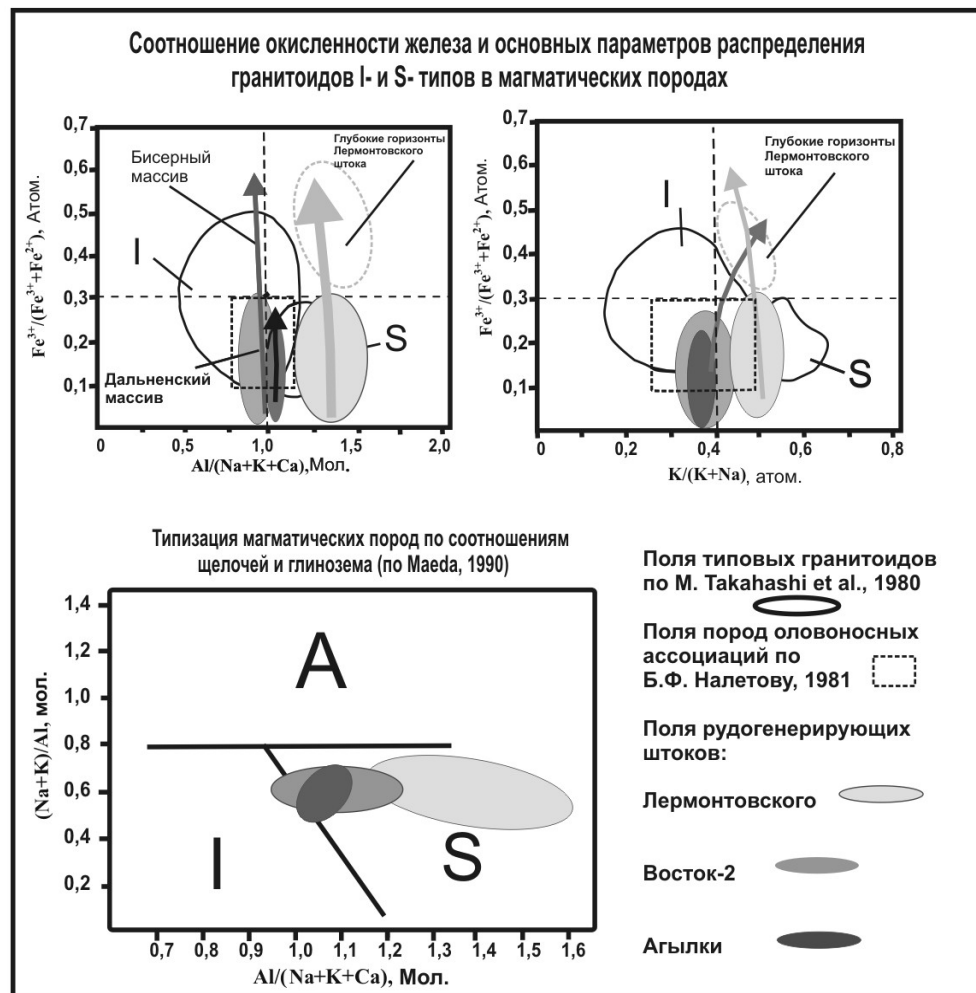 Соотношение окисленности железа и основных параметров распределения
гранитоидов I- и S- типов в магматических породах
0,7
0,6
0,5
0,4
0,3
0,2
0,1
Fe³⁺/(Fe³⁺+Fe²⁺), Атом.
Бисерный
массив
Глубокие горизонты
Лермонтовского
штока
I
S
Дальненский
массив
0 0,5 1,0 1,5 2,0
Al/(Na+K+Ca),Мол.
0,7
0,6
0,5
0,4
0,3
0,2
0,1
Fe³⁺/(Fe³⁺+Fe²⁺), Атом.
Глубокие горизонты
Лермонтовского
штока
I
S
0 0,2 0,4 0,6 0,8
K/(K+Na), атом.
Типизация магматических пород по соотношениям
щелочей и глинозема (по Maeda, 1990)
1,4
1,2
1,0
0,8
0,6
0,4
0,2
(Na+K)/Al, мол.
A
I
S
0,7 0,8 0,9 1,0 1,1 1,2 1,3 1,4 1,5 1,6
Al/(Na+K+Ca), Мол.
Поля типовых гранитоидов
по M. Takahashi et al., 1980
Поля пород оловоносных
ассоциаций по
Б.Ф. Налетову, 1981
Поля рудогенерирующих
штоков:
Лермонтовского
Восток-2
Агылки